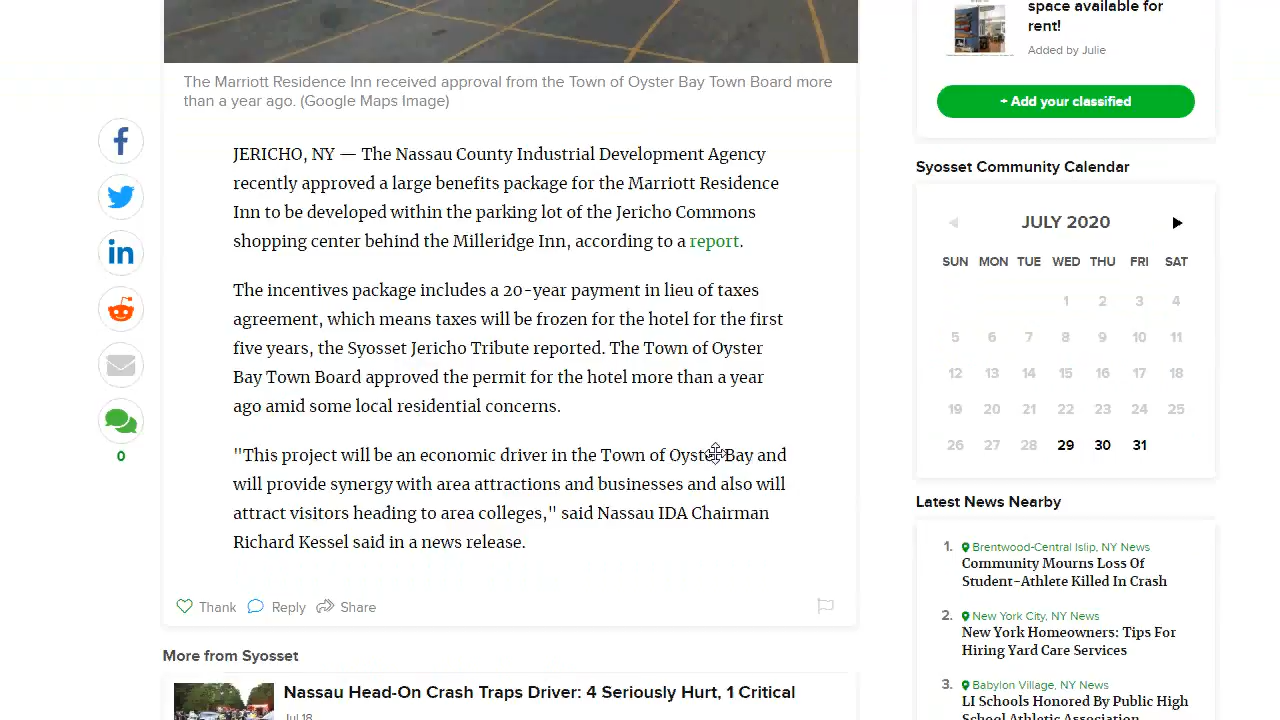 The Marriott Residence Inn received approval from the Town of Oyster Bay Town Board more
than a year ago. (Google Maps Image)
JERICHO, NY — The Nassau County Industrial Development Agency
recently approved a large benefits package for the Marriott Residence
Inn to be developed within the parking lot of the Jericho Commons
shopping center behind the Milleridge Inn, according to a report.
The incentives package includes a 20-year payment in lieu of taxes
agreement, which means taxes will be frozen for the hotel for the first
five years, the Syosset Jericho Tribute reported. The Town of Oyster
Bay Town Board approved the permit for the hotel more than a year
ago amid some local residential concerns.
"This project will be an economic driver in the Town of Oyster Bay and
will provide synergy with area attractions and businesses and also will
attract visitors heading to area colleges," said Nassau IDA Chairman
Richard Kessel said in a news release.
0
Thank Reply Share
More from Syosset
Nassau Head-On Crash Traps Driver: 4 Seriously Hurt, 1 Critical
Jul 18
space available for
rent!
Added by Julie
+ Add your classified
Syosset Community Calendar
JULY 2020
SUN MON TUE WED THU FRI SAT
1 2 3 4
5 6 7 8 9 10 11
12 13 14 15 16 17 18
19 20 21 22 23 24 25
26 27 28 29 30 31
Latest News Nearby
1. Brentwood-Central Islip, NY News
Community Mourns Loss Of
Student-Athlete Killed In Crash
2. New York City, NY News
New York Homeowners: Tips For
Hiring Yard Care Services
3. Babylon Village, NY News
LI Schools Honored By Public High
School Athletic Association